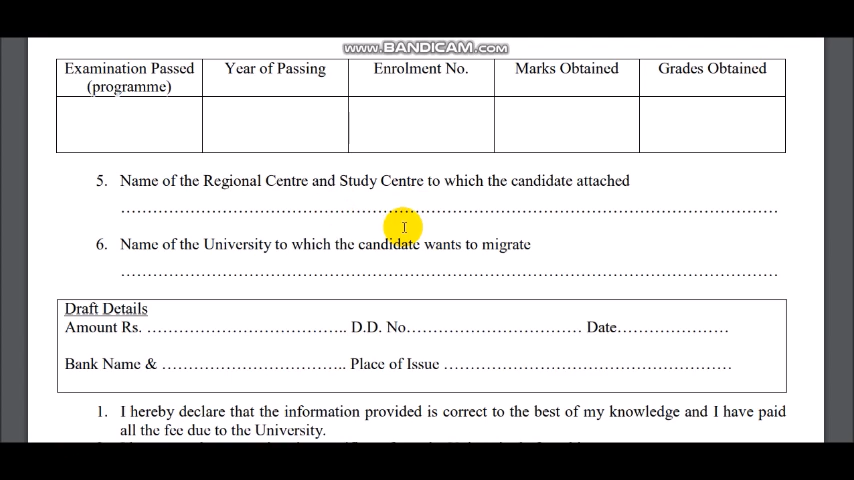 www.BANDICAM.com
Examination Passed (programme) Year of Passing Enrolment No. Marks Obtained Grades Obtained
5. Name of the Regional Centre and Study Centre to which the candidate attached
………………………………………………………………………………………………………………
6. Name of the University to which the candidate wants to migrate
………………………………………………………………………………………………………………
Draft Details
Amount Rs. ……………………………….. D.D. No…………………………… Date…………………
Bank Name & …………………………….. Place of Issue ………………………………………………
1. I hereby declare that the information provided is correct to the best of my knowledge and I have paid
all the fee due to the University.